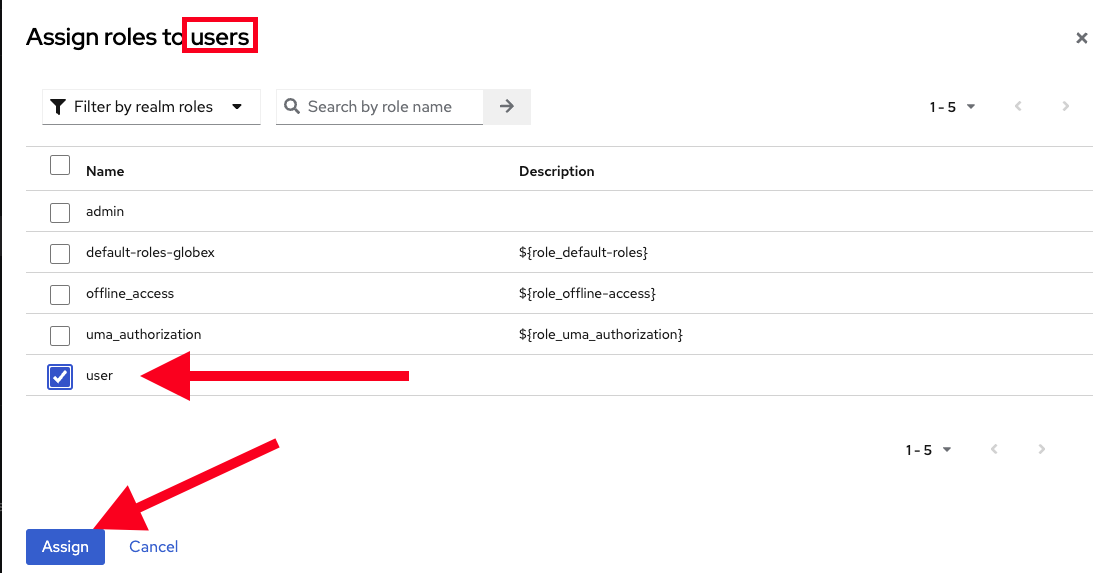 Assign roles to users
Filter by realm roles
Search by role name
1 - 5
Name Description
admin
default-roles-globex ${role_default-roles}
offline_access ${role_offline-access}
uma_authorization ${role_uma_authorization}
user
1 - 5
Assign Cancel